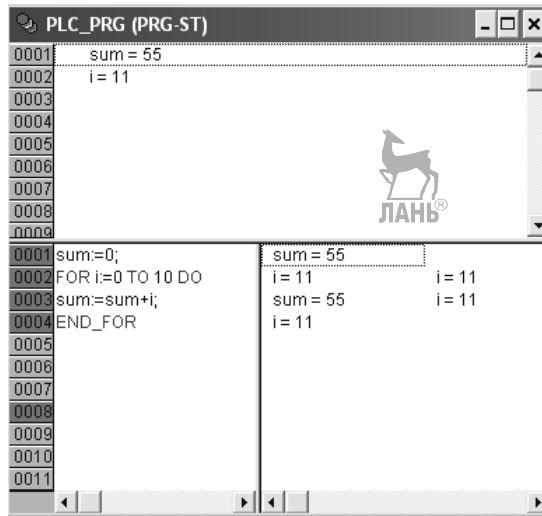 PLC_PRG (PRG-ST)
0001 sum = 55
0002 i = 11
0003
0004
0005
0006
0007
0008
0009
ЛАНЬ®
0001 sum:=0; sum = 55
0002 FOR i:=0 TO 10 DO i = 11 i = 11
0003 sum:=sum+i; sum = 55 i = 11
0004 END_FOR i = 11
0005
0006
0007
0008
0009
0010
0011